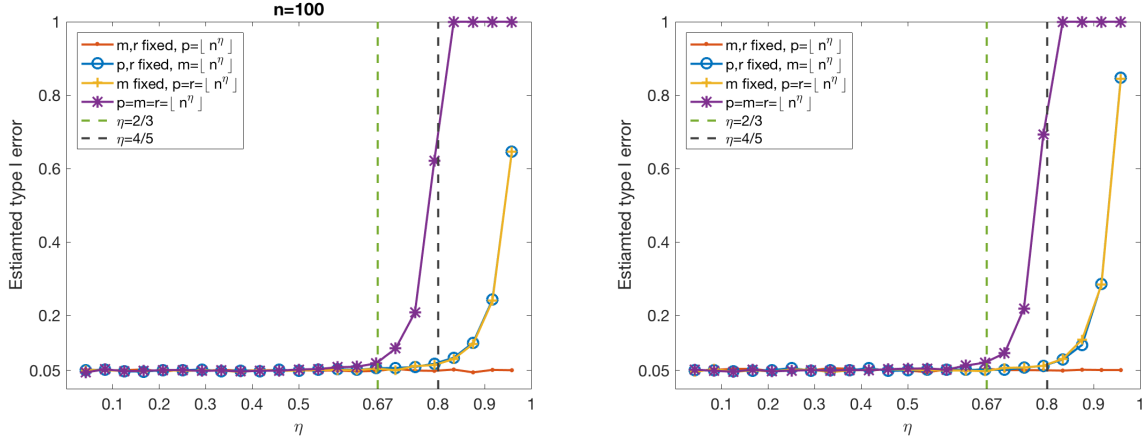 n=100
m,r fixed, p=⌊ n^η ⌋
p,r fixed, m=⌊ n^η ⌋
m fixed, p=r=⌊ n^η ⌋
p=m=r=⌊ n^η ⌋
η=2/3
η=4/5
Estiamted type I error
1
0.8
0.6
0.4
0.2
0.05
0.1 0.2 0.3 0.4 0.5 0.67 0.8 0.9 1
η
m,r fixed, p=⌊ n^η ⌋
p,r fixed, m=⌊ n^η ⌋
m fixed, p=r=⌊ n^η ⌋
p=m=r=⌊ n^η ⌋
η=2/3
η=4/5
Estiamted type I error
1
0.8
0.6
0.4
0.2
0.05
0.1 0.2 0.3 0.4 0.5 0.67 0.8 0.9 1
η